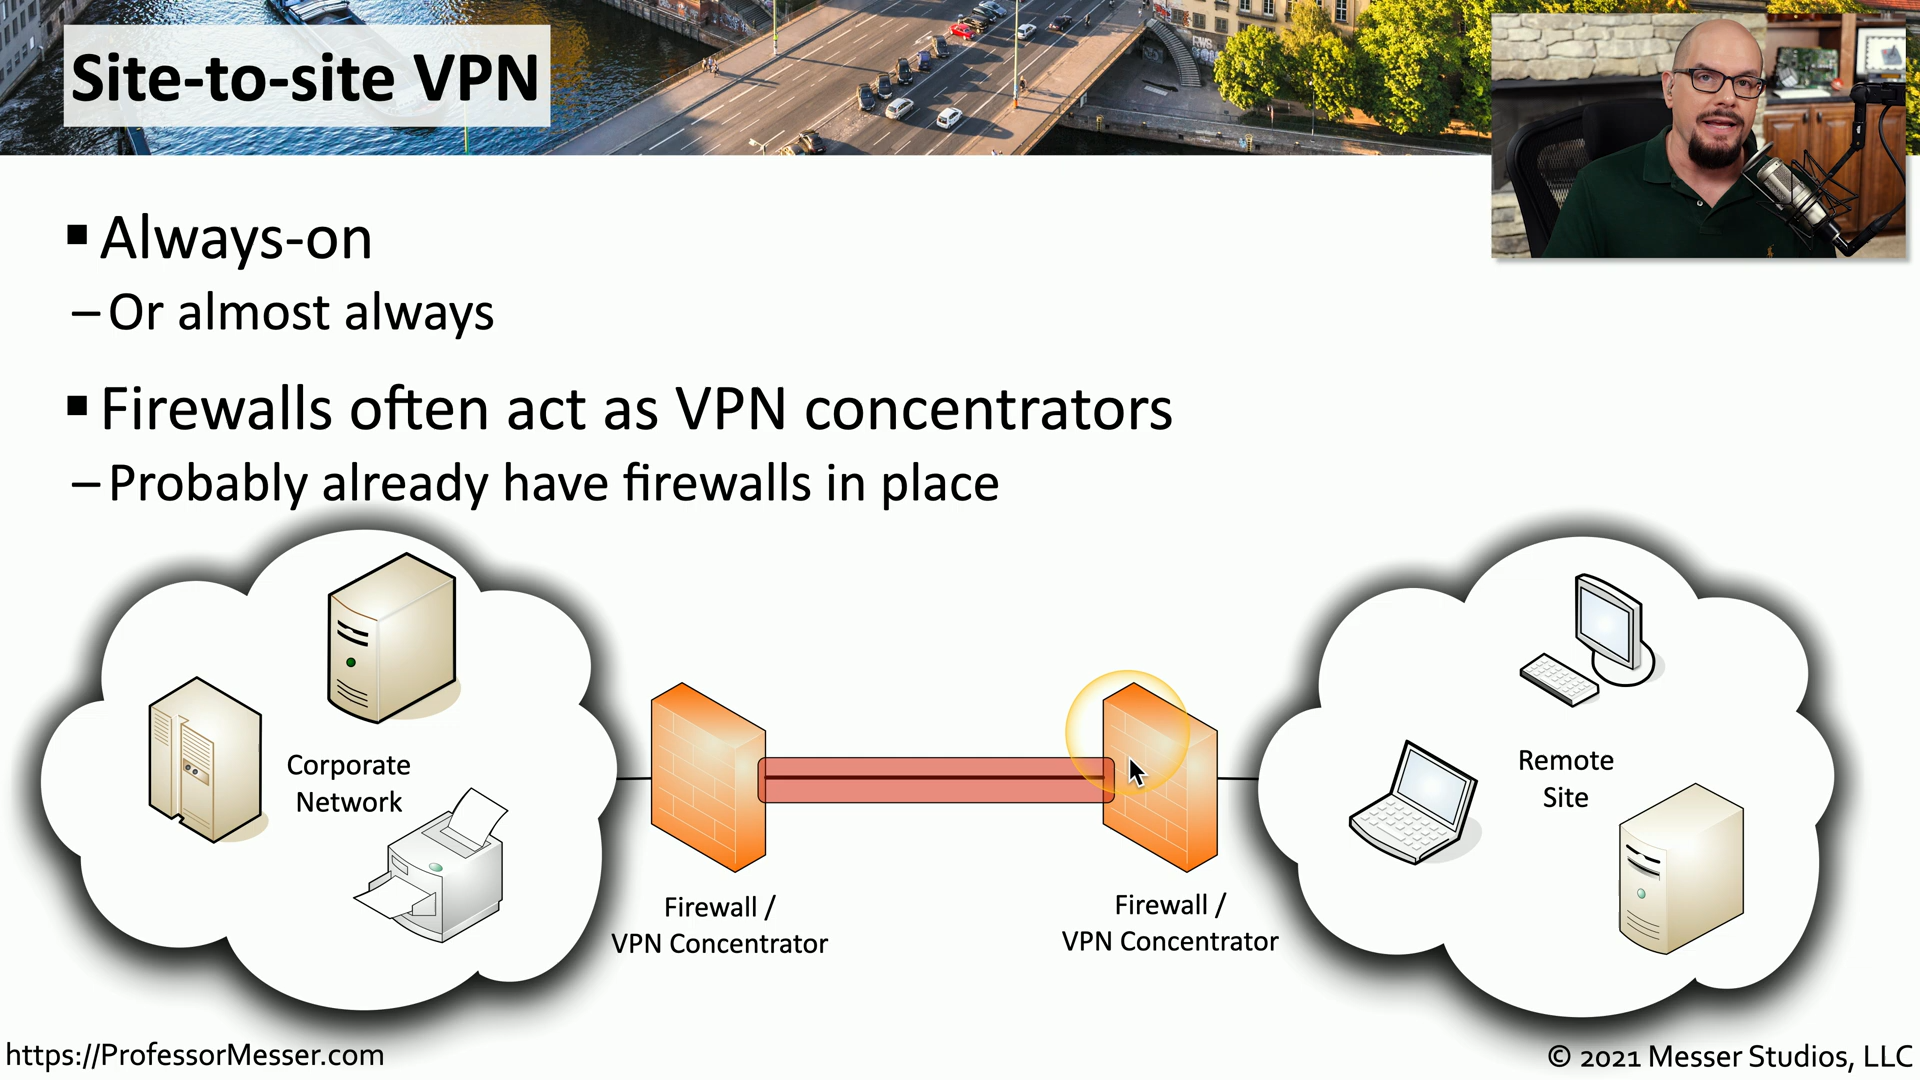 Site-to-site VPN
▪ Always-on
– Or almost always
▪ Firewalls often act as VPN concentrators
– Probably already have firewalls in place
Corporate
Network
Firewall /
VPN Concentrator
Firewall /
VPN Concentrator
Remote
Site
https://ProfessorMesser.com
© 2021 Messer Studios, LLC